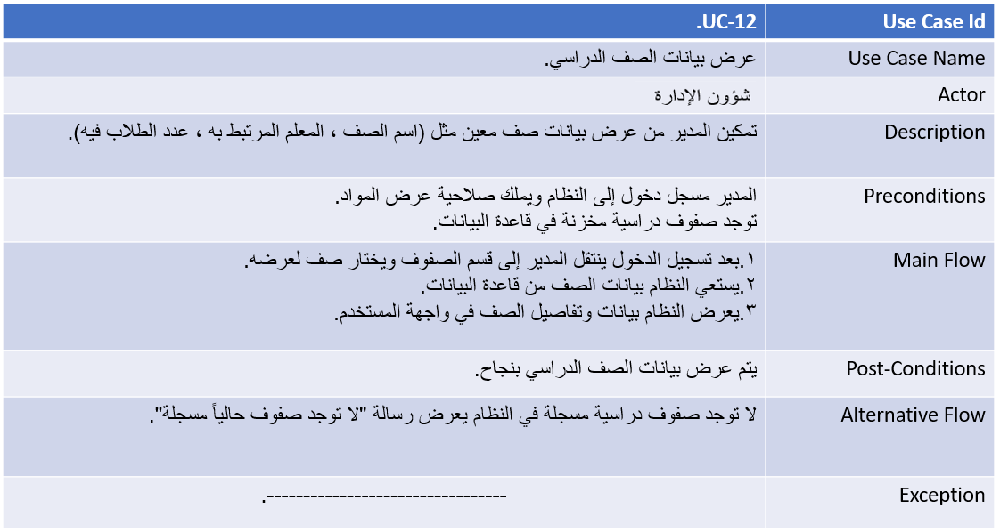 Use Case Id UC-12.
Use Case Name عرض بيانات الصف الدراسي.
Actor شؤون الإدارة
Description تمكين المدير من عرض بيانات صف معين مثل (اسم الصف ، المعلم المرتبط به ، عدد الطلاب فيه).
Preconditions المدير مسجل دخول إلى النظام ويملك صلاحية عرض المواد.
توجد صفوف دراسية مخزنة في قاعدة البيانات.
Main Flow ١.بعد تسجيل الدخول ينتقل المدير إلى قسم الصفوف ويختار صف لعرضه.
٢.يستعي النظام بيانات الصف من قاعدة البيانات.
٣.يعرض النظام بيانات وتفاصيل الصف في واجهة المستخدم.
Post-Conditions يتم عرض بيانات الصف الدراسي بنجاح.
Alternative Flow لا توجد صفوف دراسية مسجلة في النظام يعرض رسالة "لا توجد صفوف حالياً مسجلة".
Exception ---------------------------------.